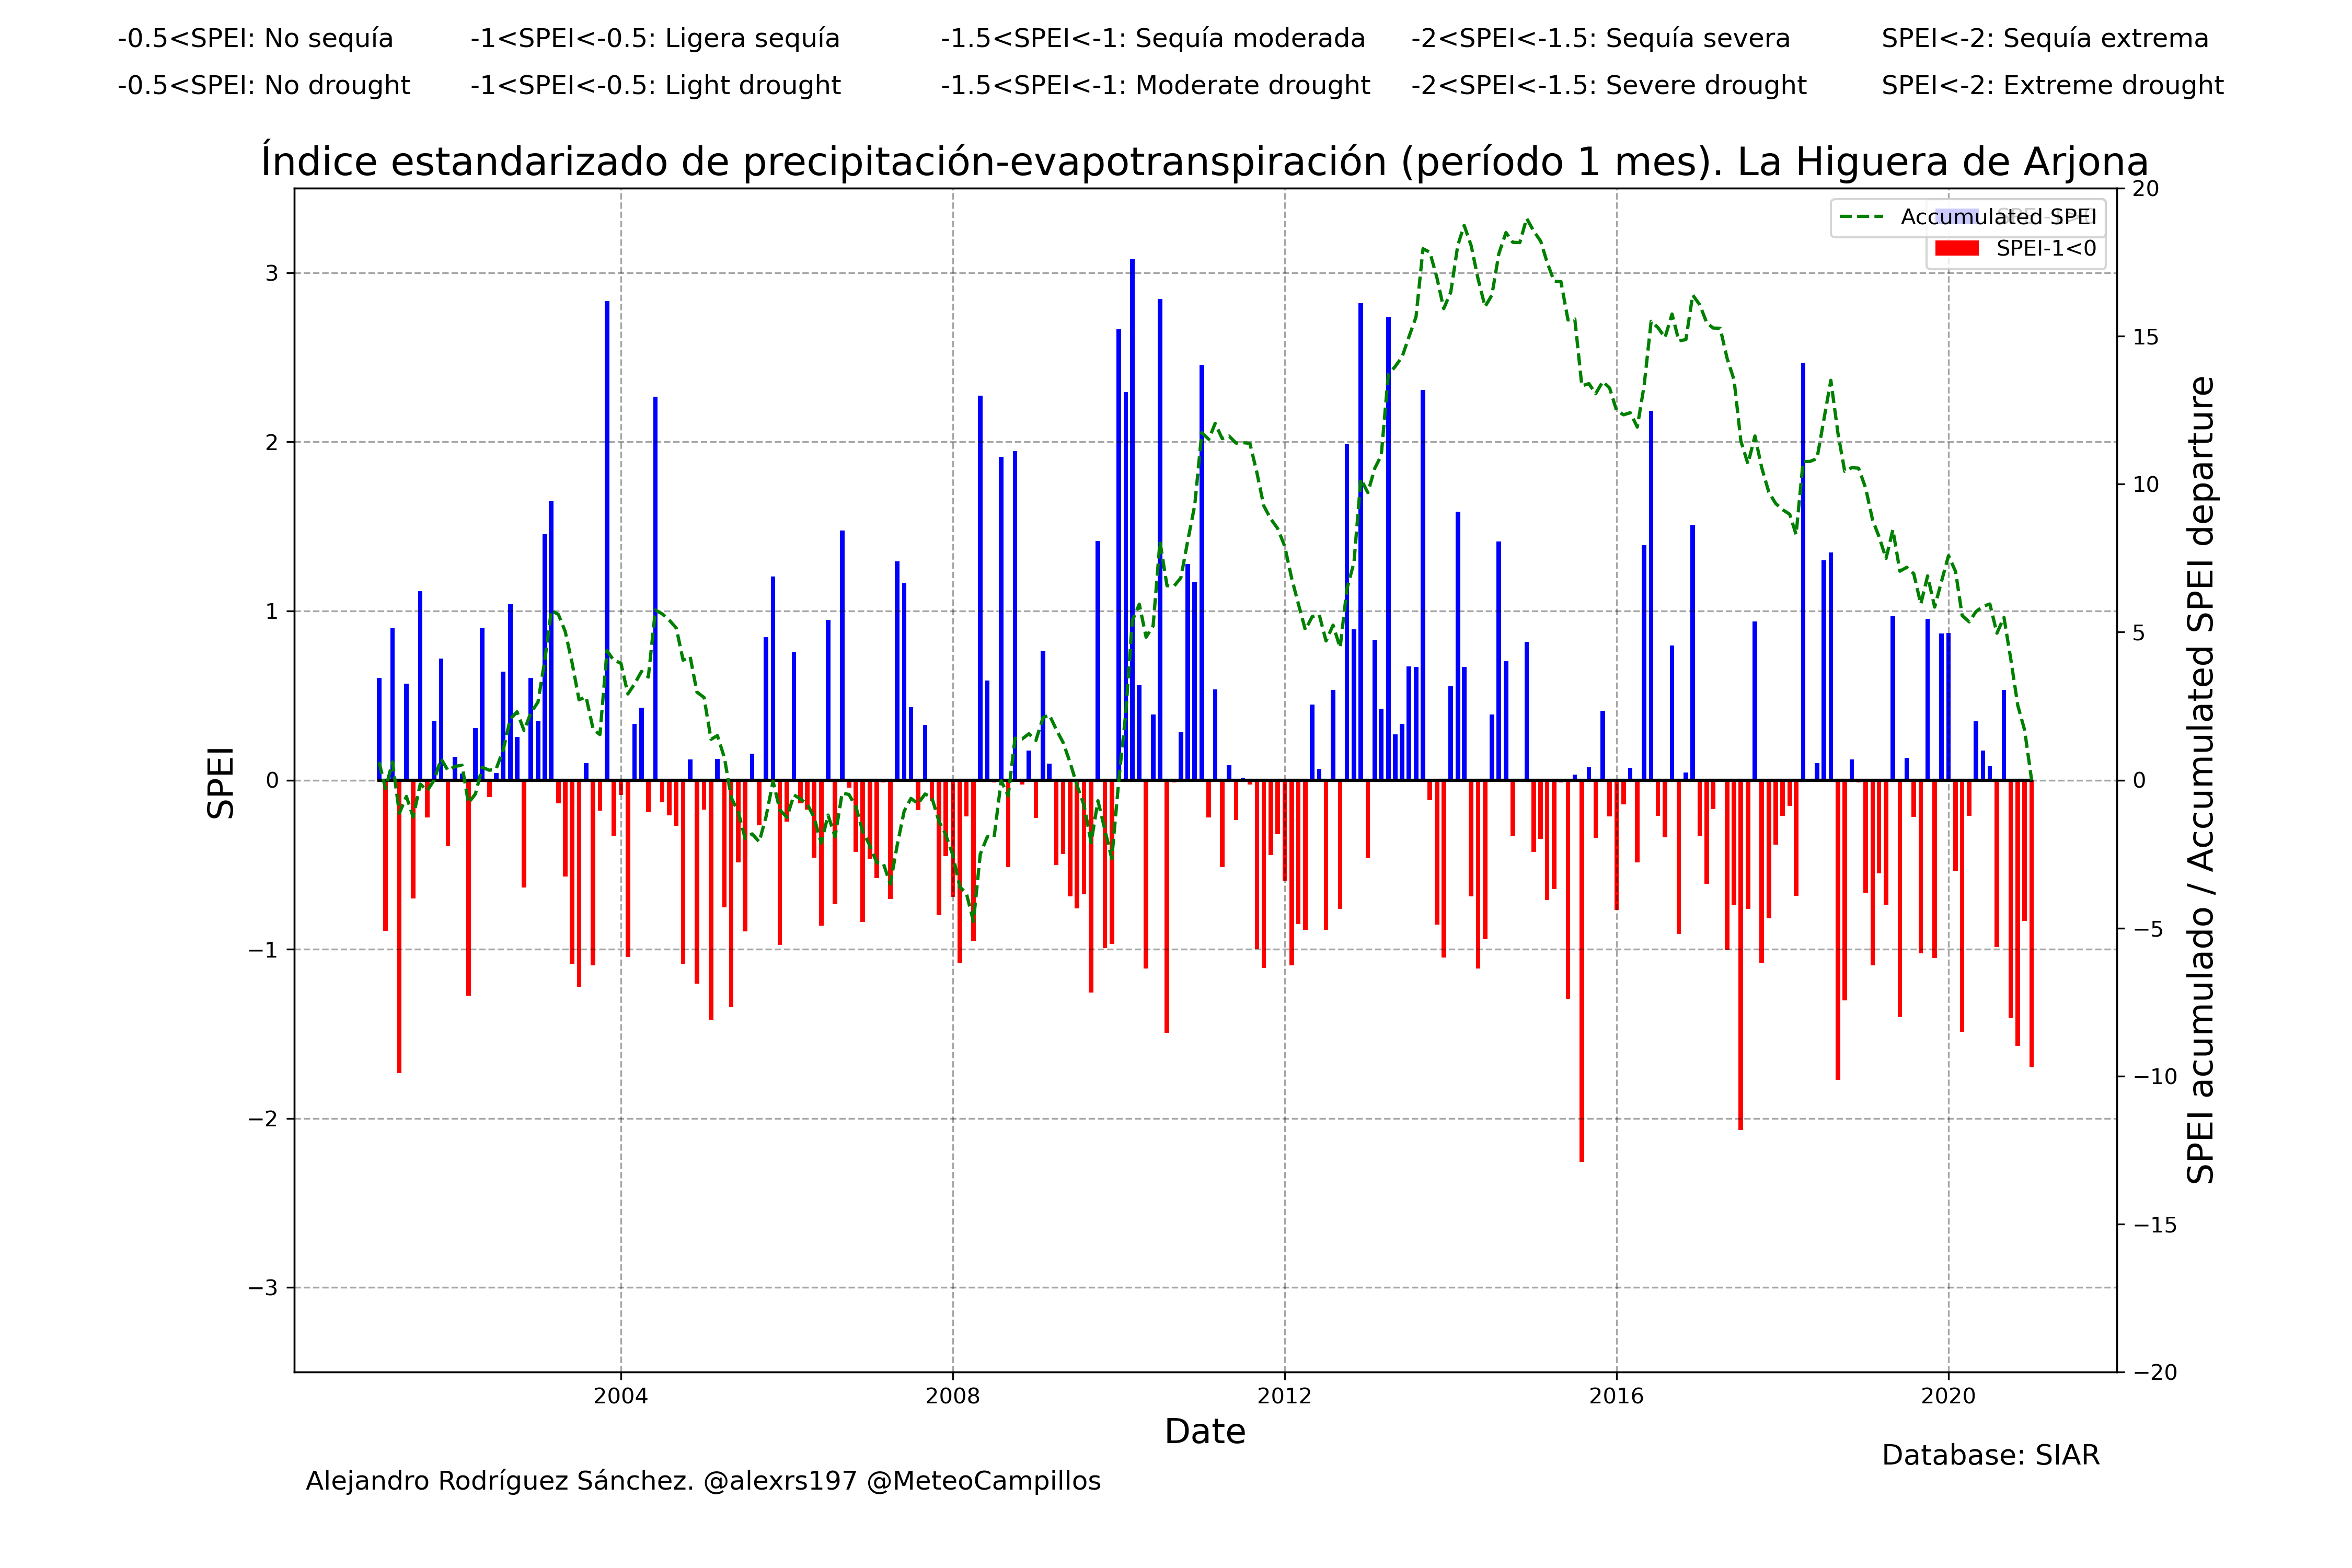 -0.5<SPEI: No sequía -1<SPEI<-0.5: Ligera sequía -1.5<SPEI<-1: Sequía moderada -2<SPEI<-1.5: Sequía severa SPEI<-2: Sequía extrema
-0.5<SPEI: No drought -1<SPEI<-0.5: Light drought -1.5<SPEI<-1: Moderate drought -2<SPEI<-1.5: Severe drought SPEI<-2: Extreme drought
Índice estandarizado de precipitación-evapotranspiración (período 1 mes). La Higuera de Arjona
Accumulated SPEI
SPEI-1<0
SPEI
3
2
1
0
−1
−2
−3
20
15
10
5
0
−5
−10
−15
−20
SPEI acumulado / Accumulated SPEI departure
2004 2008 2012 2016 2020
Date
Database: SIAR
Alejandro Rodríguez Sánchez. @alexrs197 @MeteoCampillos